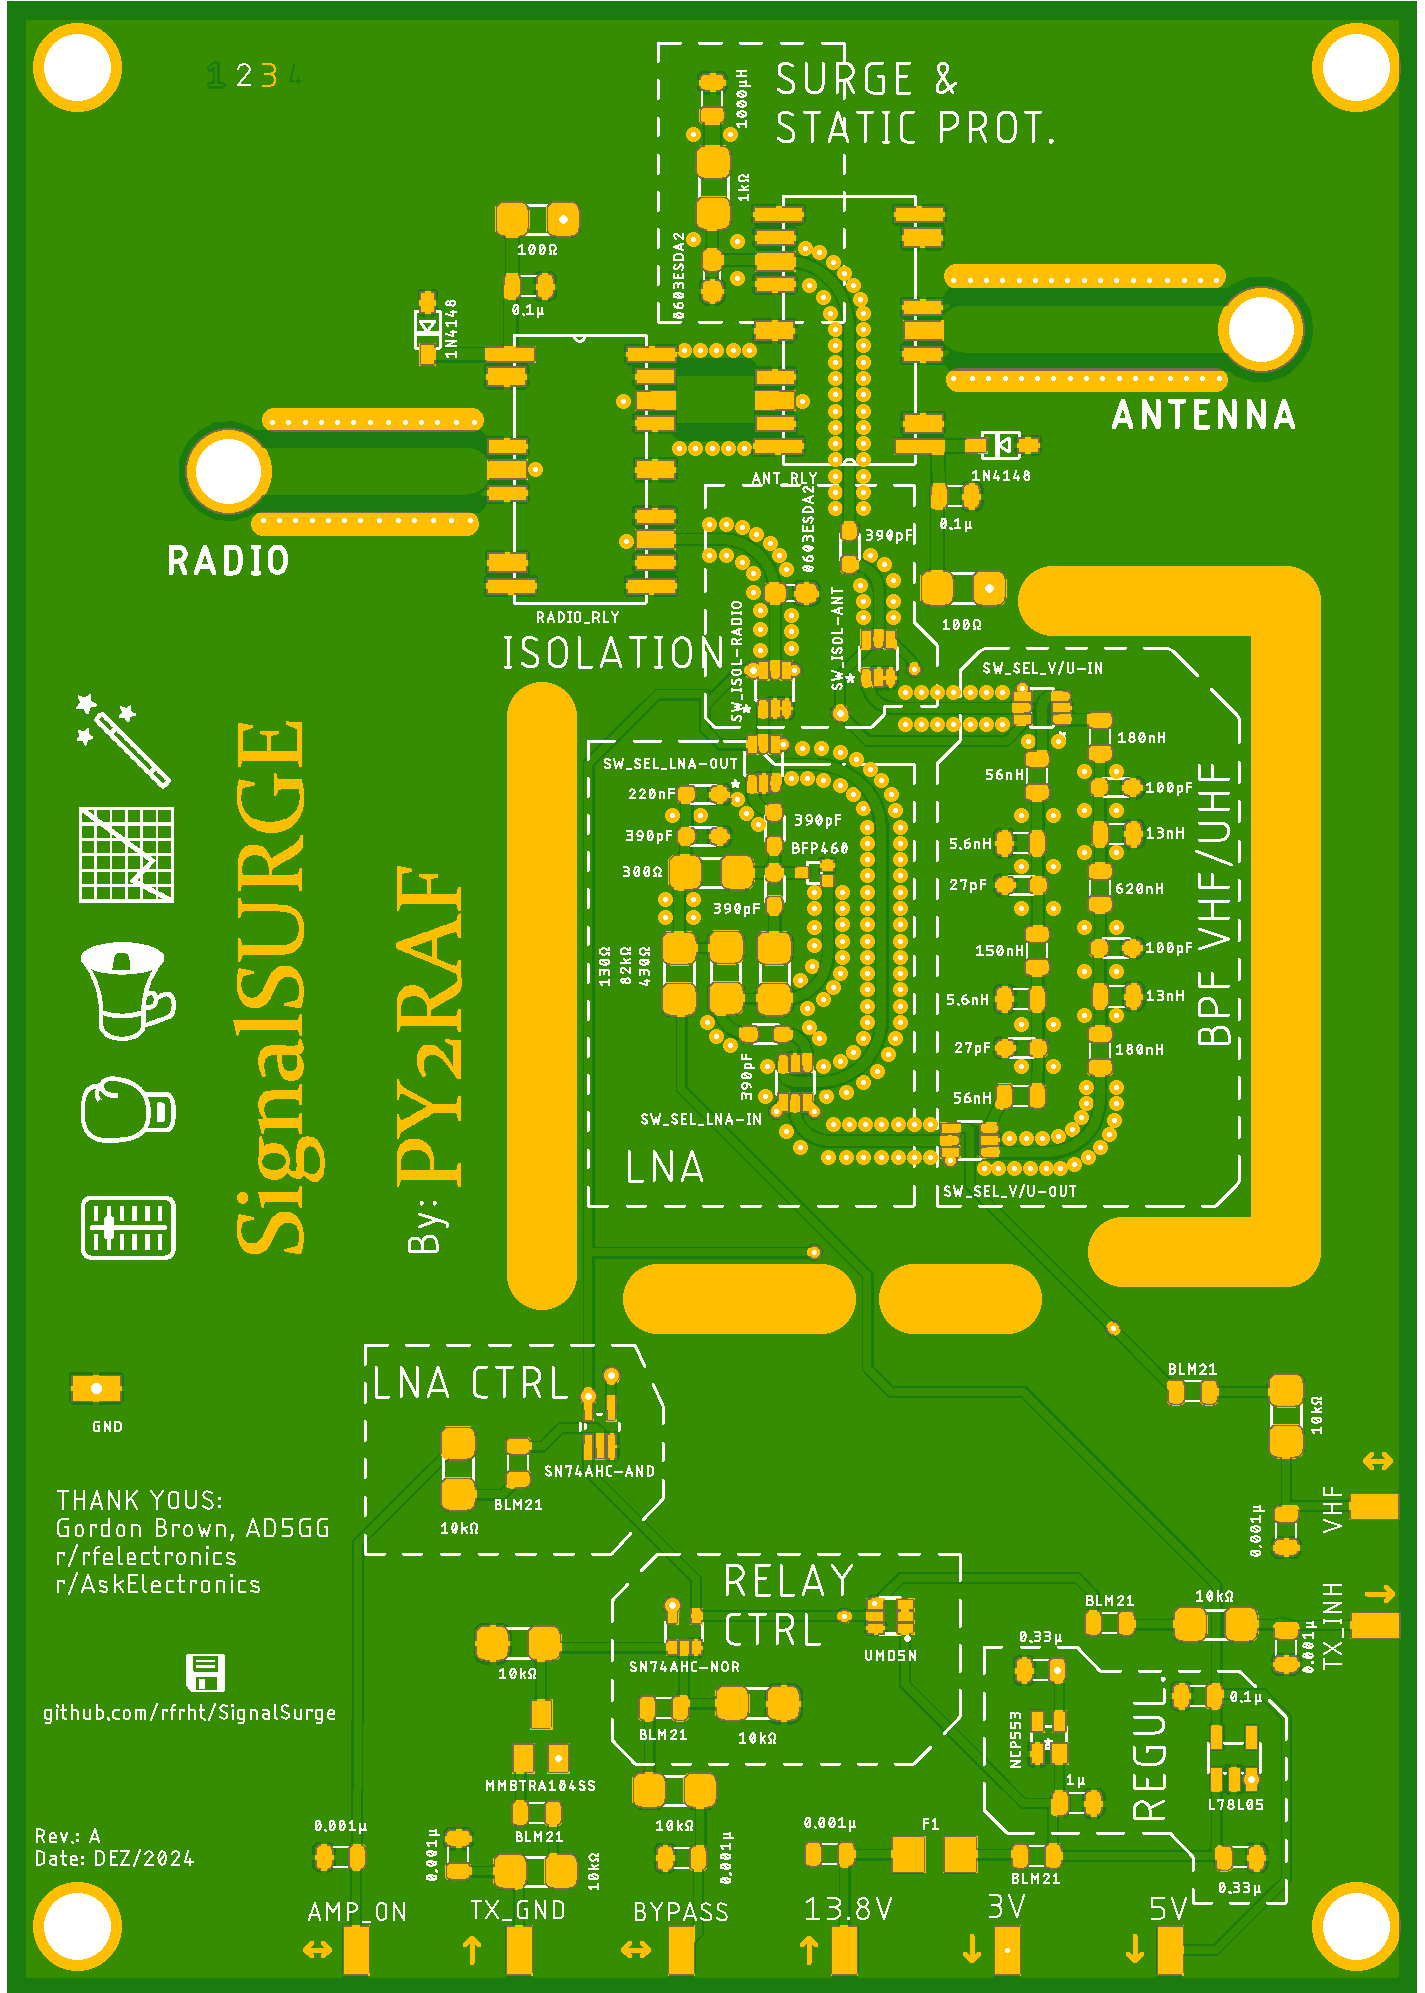 1 2 3 4
SURGE &
STATIC PROT.
1000µH
1kΩ
0603ESDA2
100Ω
0.1µ
1N4148
ANTENNA
1N4148
0.1µ
100Ω
ANT_RLY
0603ESDA2
390pF
RADIO
RADIO_RLY
ISOLATION
SW_ISOL-RADIO
*
SW_ISOL-ANT
*
SW_SEL_V/U-IN
*
180nH
56nH
100pF
13nH
5.6nH
27pF
620nH
150nH
100pF
5.6nH
13nH
27pF
180nH
56nH
BPF VHF/UHF
SW_SEL_V/U-OUT
SW_SEL_LNA-OUT
*
220nF
390pF
390pF
BFP460
300Ω
390pF
130Ω
82kΩ
430Ω
390pF
SW_SEL_LNA-IN
LNA
SignalSURGE
By: PY2RAF
GND
LNA CTRL
SN74AHC-AND
BLM21
10kΩ
THANK YOUS:
Gordon Brown, AD5GG
r/rfelectronics
r/AskElectronics
BLM21
10kΩ
VHF
0.001µ
RELAY
CTRL
SN74AHC-NOR
UMD5N
BLM21
10kΩ
BLM21
10kΩ
TX_INH
0.001µ
10kΩ
github.com/rfrht/SignalSurge
MMBTRA104SS
BLM21
10kΩ
0.001µ
10kΩ
0.001µ
0.33µ
NCP553
*
1µ
REGUL.
0.1µ
L78L05
0.33µ
Rev.: A
Date: DEZ/2024
0.001µ
0.001µ
F1
BLM21
AMP_ON
TX_GND
BYPASS
13.8V
3V
5V